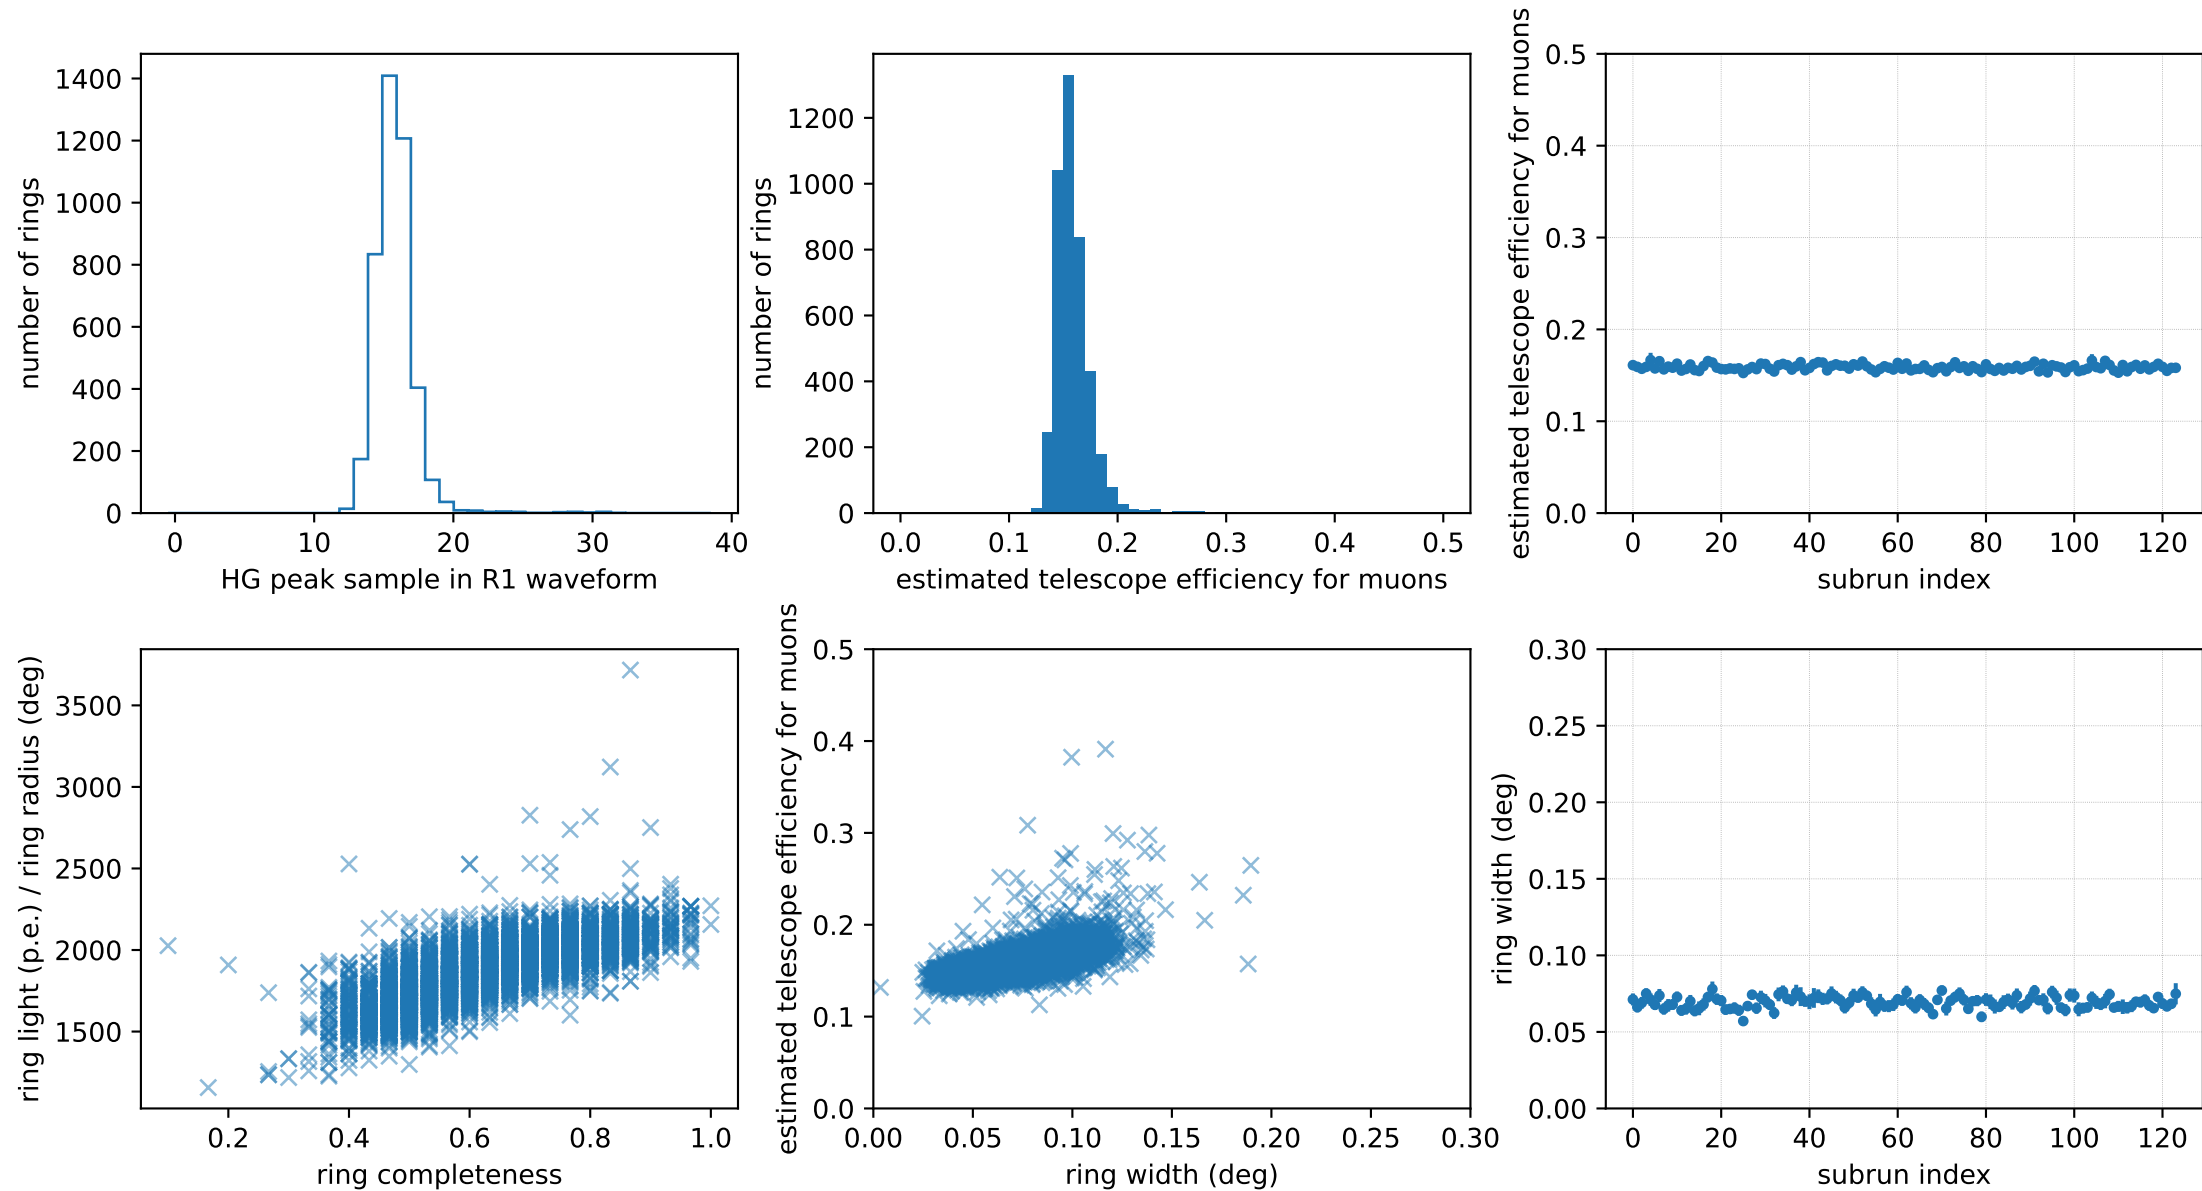 number of rings
1400
1200
1000
800
600
400
200
0
0 10 20 30 40
HG peak sample in R1 waveform
number of rings
1200
1000
800
600
400
200
0
0.0 0.1 0.2 0.3 0.4 0.5
estimated telescope efficiency for muons
estimated telescope efficiency for muons
0.5
0.4
0.3
0.2
0.1
0.0
0 20 40 60 80 100 120
subrun index
ring light (p.e.) / ring radius (deg)
3500
3000
2500
2000
1500
0.2 0.4 0.6 0.8 1.0
ring completeness
estimated telescope efficiency for muons
0.5
0.4
0.3
0.2
0.1
0.0
0.00 0.05 0.10 0.15 0.20 0.25 0.30
ring width (deg)
ring width (deg)
0.30
0.25
0.20
0.15
0.10
0.05
0.00
0 20 40 60 80 100 120
subrun index